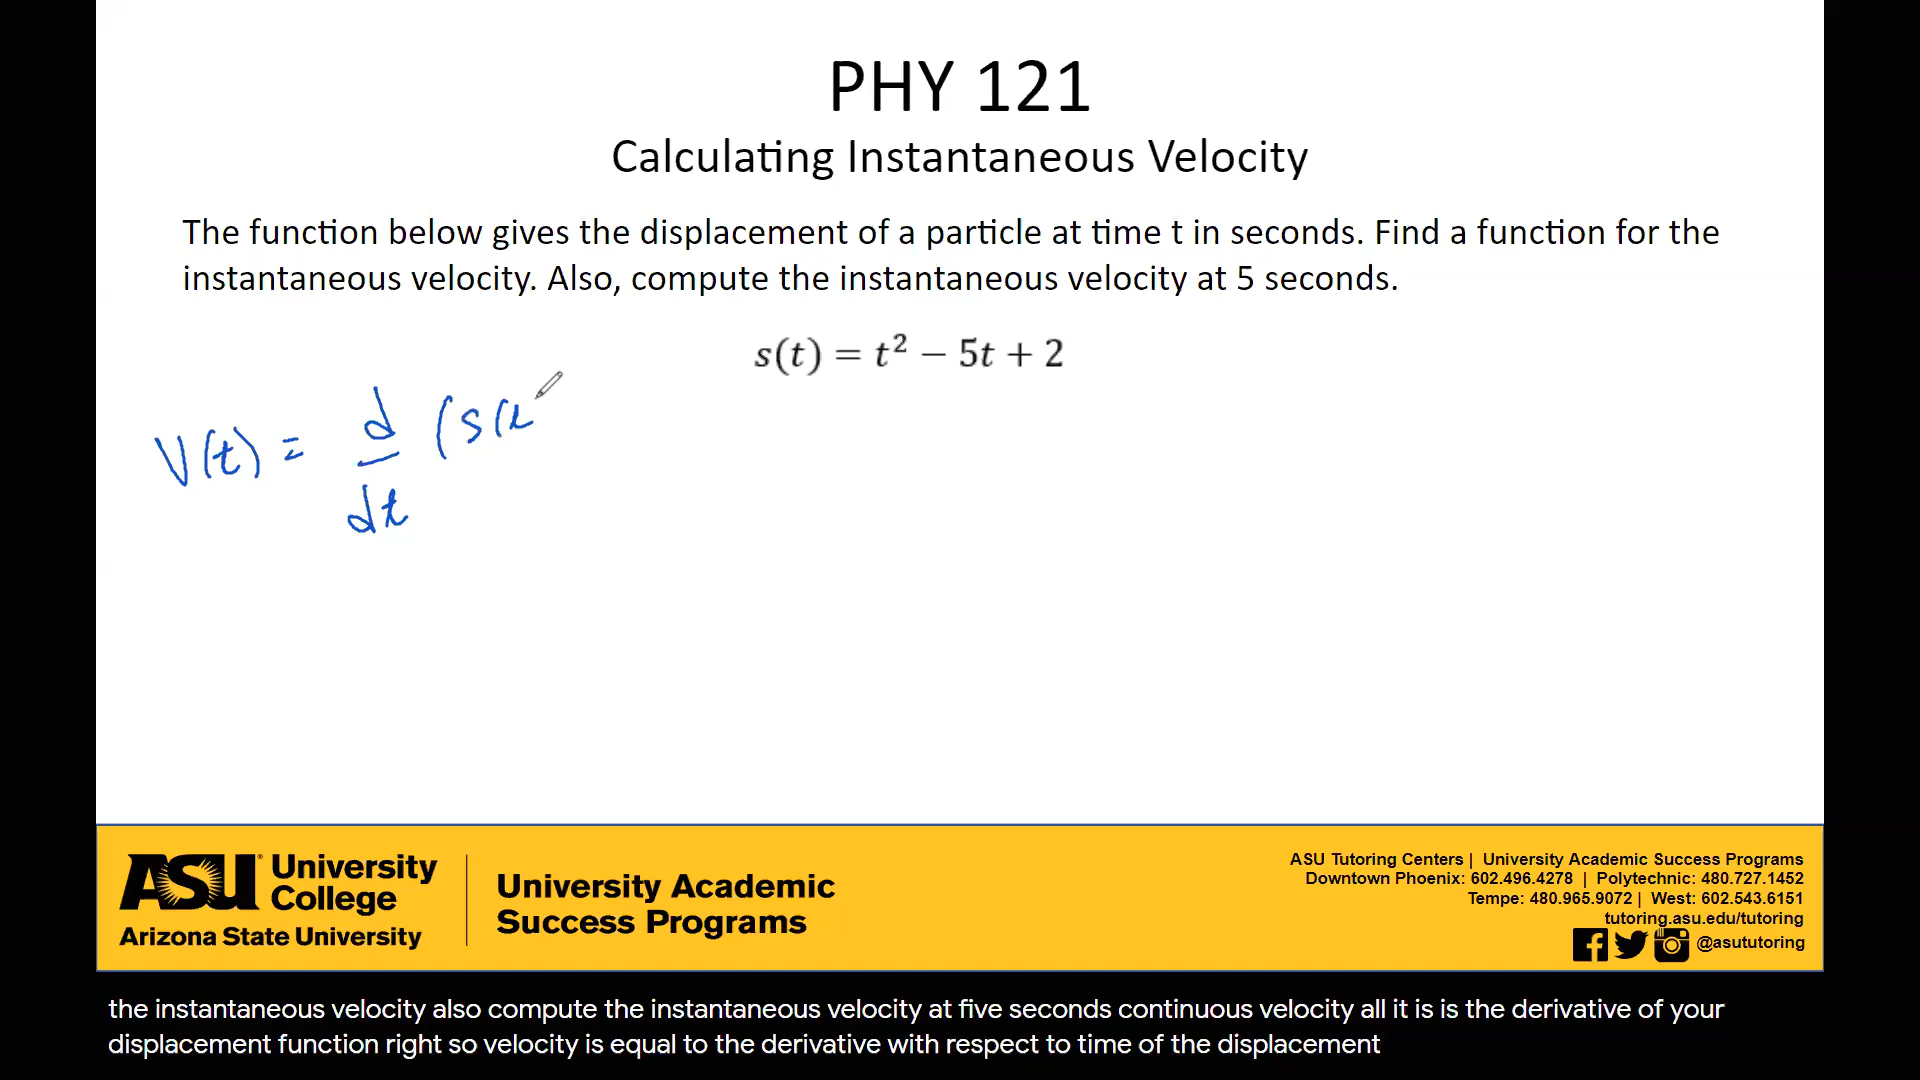 PHY 121
Calculating Instantaneous Velocity
The function below gives the displacement of a particle at time t in seconds. Find a function for the
instantaneous velocity. Also, compute the instantaneous velocity at 5 seconds.
s(t) = t² − 5t + 2
V(t) = d/dt (s(t
ASU University
College
Arizona State University
University Academic
Success Programs
ASU Tutoring Centers | University Academic Success Programs
Downtown Phoenix: 602.496.4278 | Polytechnic: 480.727.1452
Tempe: 480.965.9072 | West: 602.543.6151
tutoring.asu.edu/tutoring
@asututoring
the instantaneous velocity also compute the instantaneous velocity at five seconds continuous velocity all it is is the derivative of your
displacement function right so velocity is equal to the derivative with respect to time of the displacement